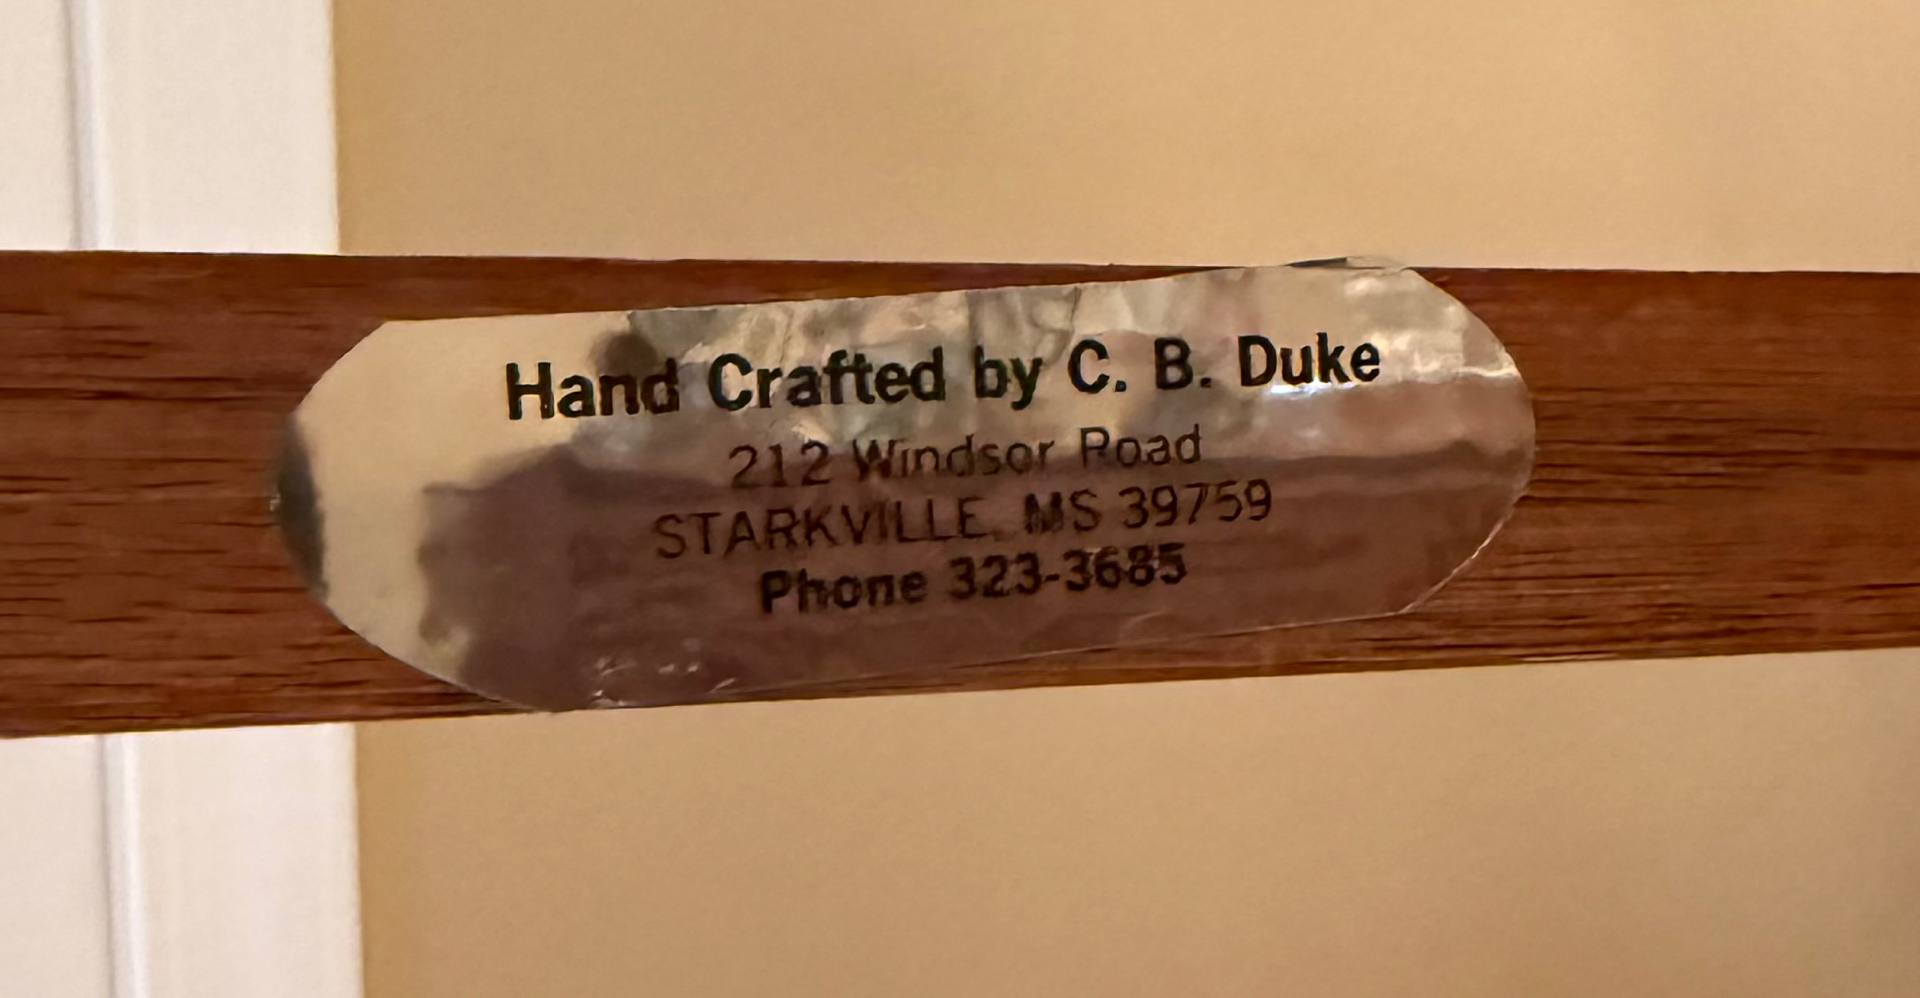 Hand Crafted by C. B. Duke
212 Windsor Road
STARKVILLE, MS 39759
Phone 323-3685